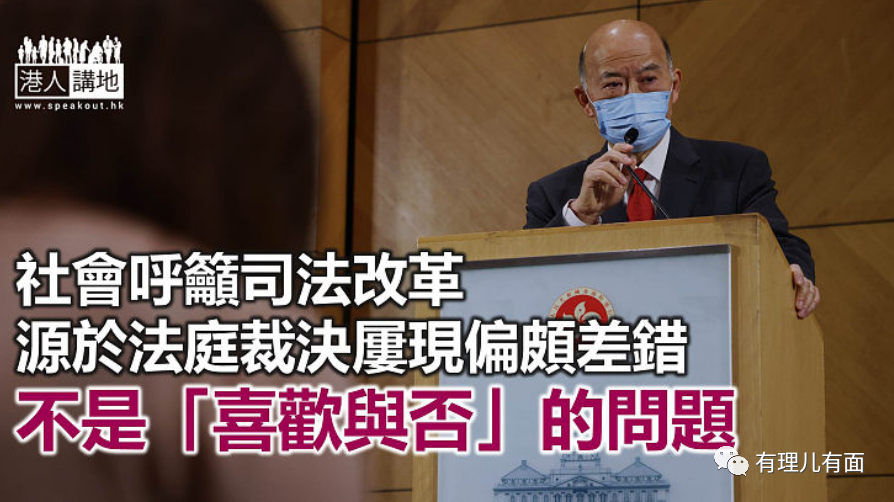 港人講地
www.speakout.hk
社會呼籲司法改革
源於法庭裁決屢現偏頗差錯
不是「喜歡與否」的問題
有理儿有面